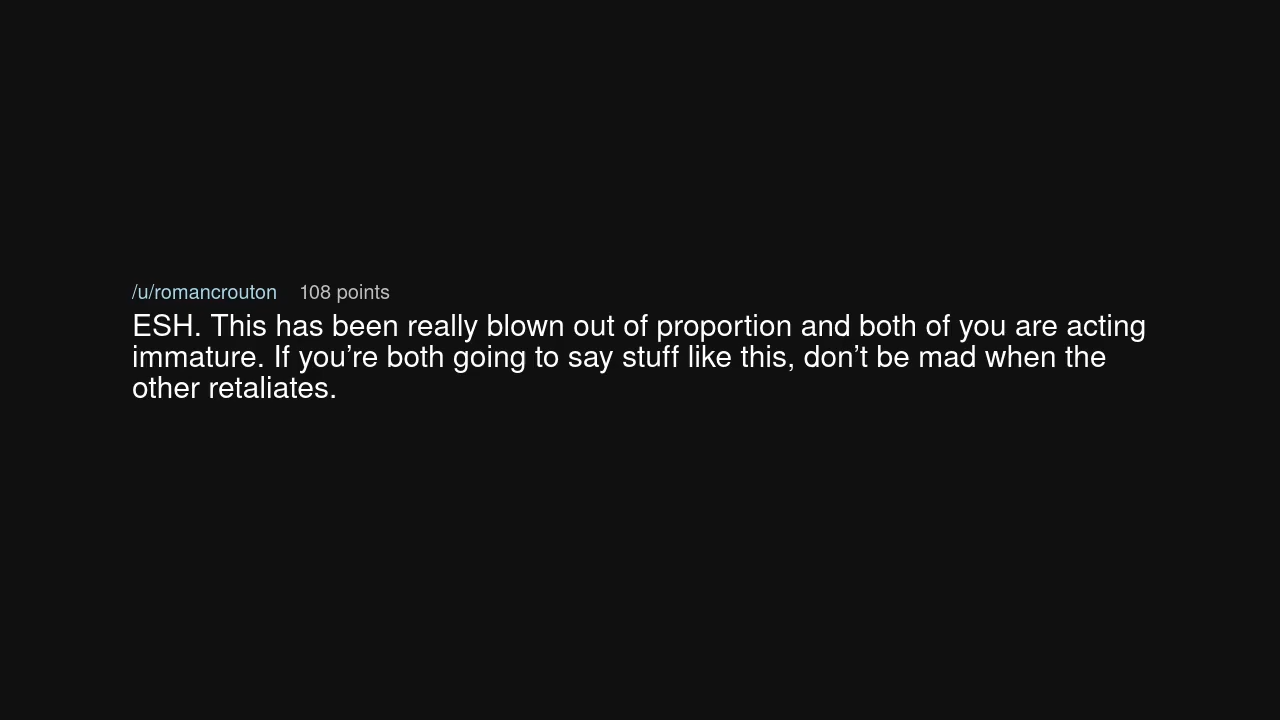 /u/romancrouton 108 points
ESH. This has been really blown out of proportion and both of you are acting
immature. If you’re both going to say stuff like this, don’t be mad when the
other retaliates.